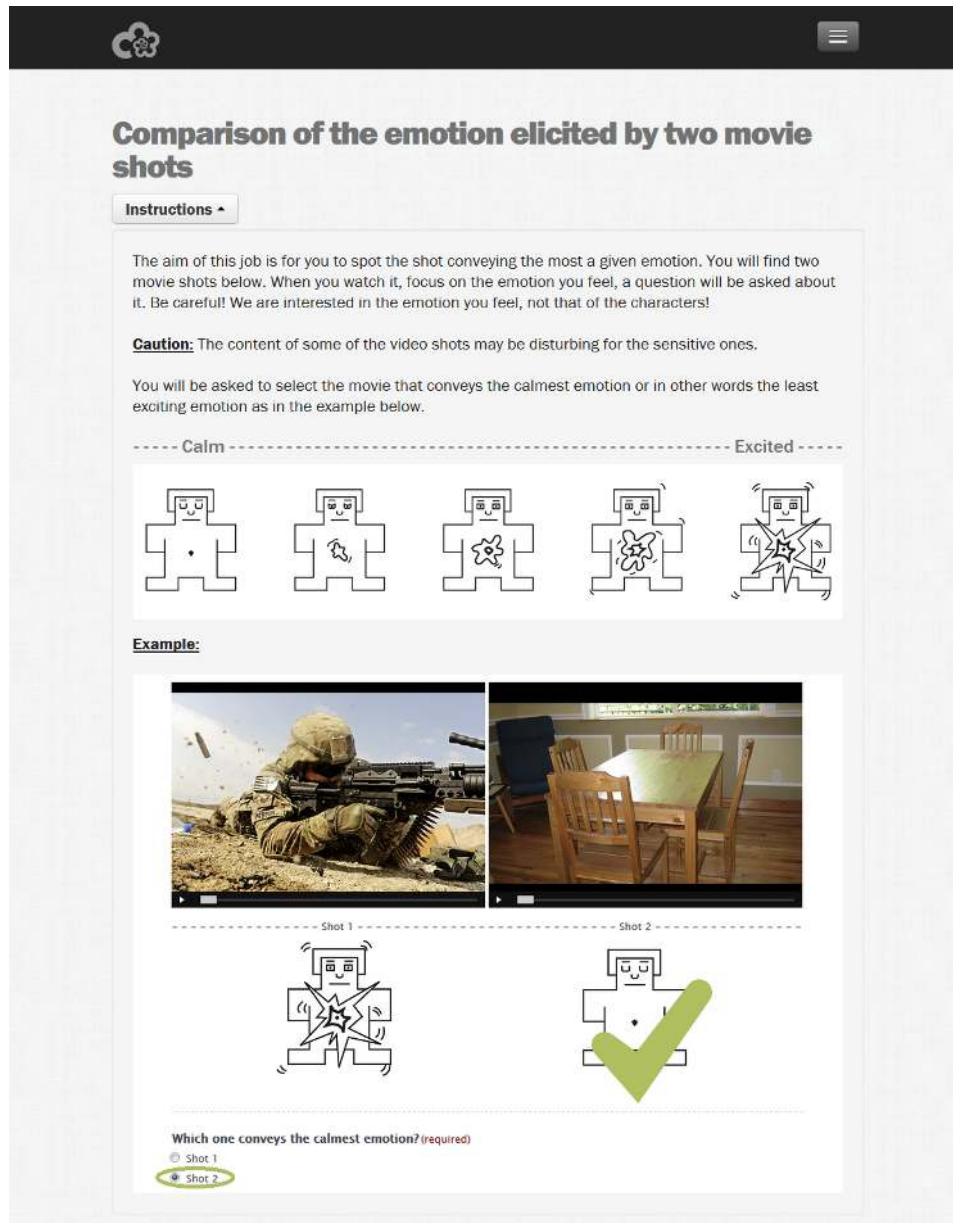 Comparison of the emotion elicited by two movie
shots
Instructions
The aim of this job is for you to spot the shot conveying the most a given emotion. You will find two
movie shots below. When you watch it, focus on the emotion you feel, a question will be asked about
it. Be careful! We are interested in the emotion you feel, not that of the characters!
Caution: The content of some of the video shots may be disturbing for the sensitive ones.
You will be asked to select the movie that conveys the calmest emotion or in other words the least
exciting emotion as in the example below.
----- Calm ----- Excited -----
Example:
Shot 1 Shot 2
Which one conveys the calmest emotion? (required)
Shot 1
Shot 2